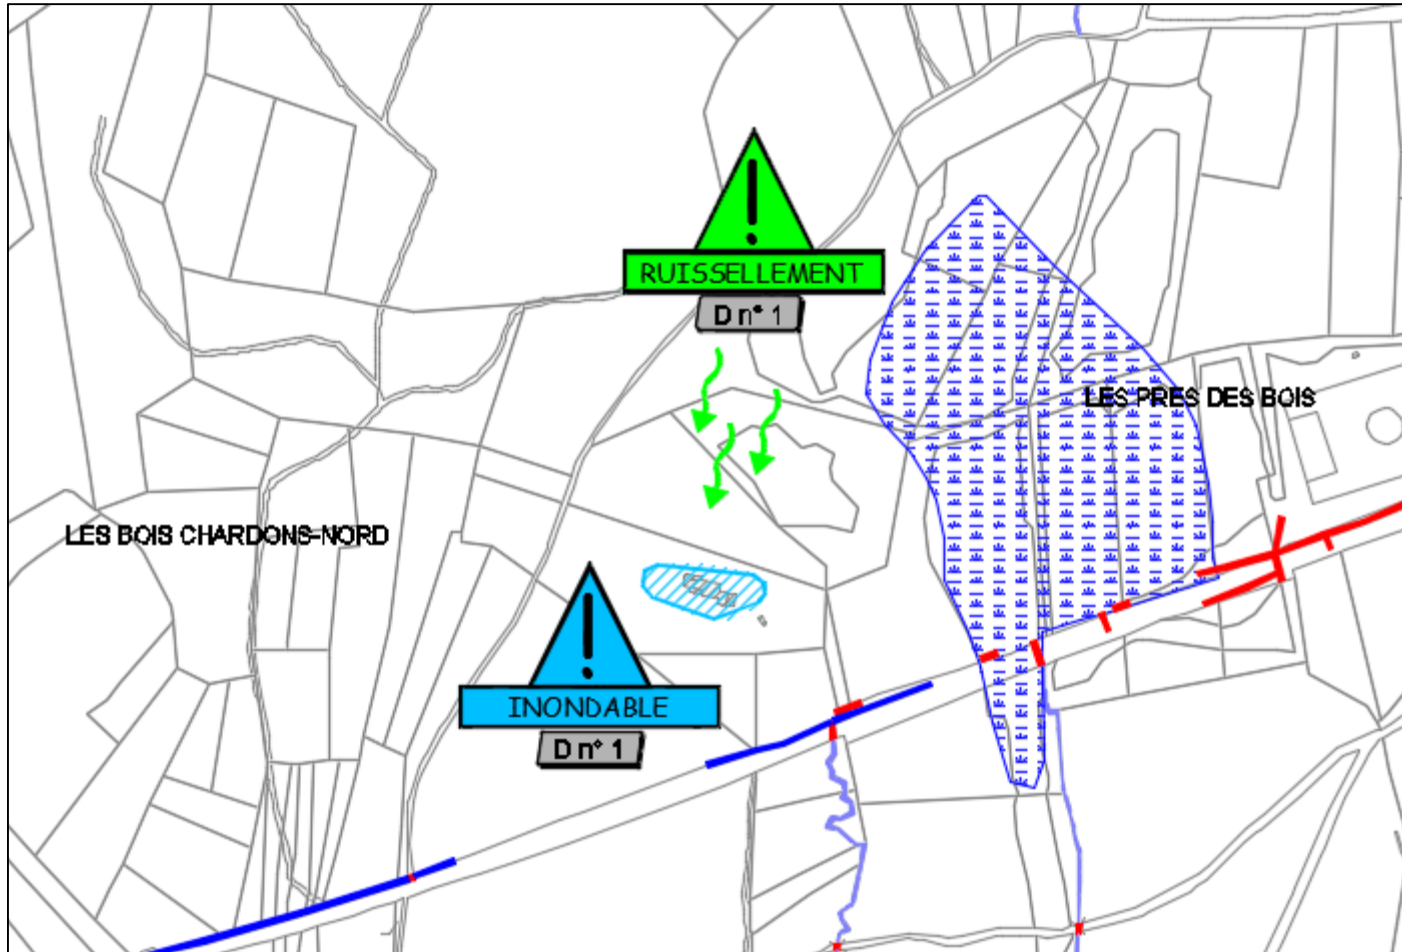 !
RUISSELLEMENT
D n° 1
LES PRES DES BOIS
LES BOIS CHARDONS-NORD
!
INONDABLE
D n° 1